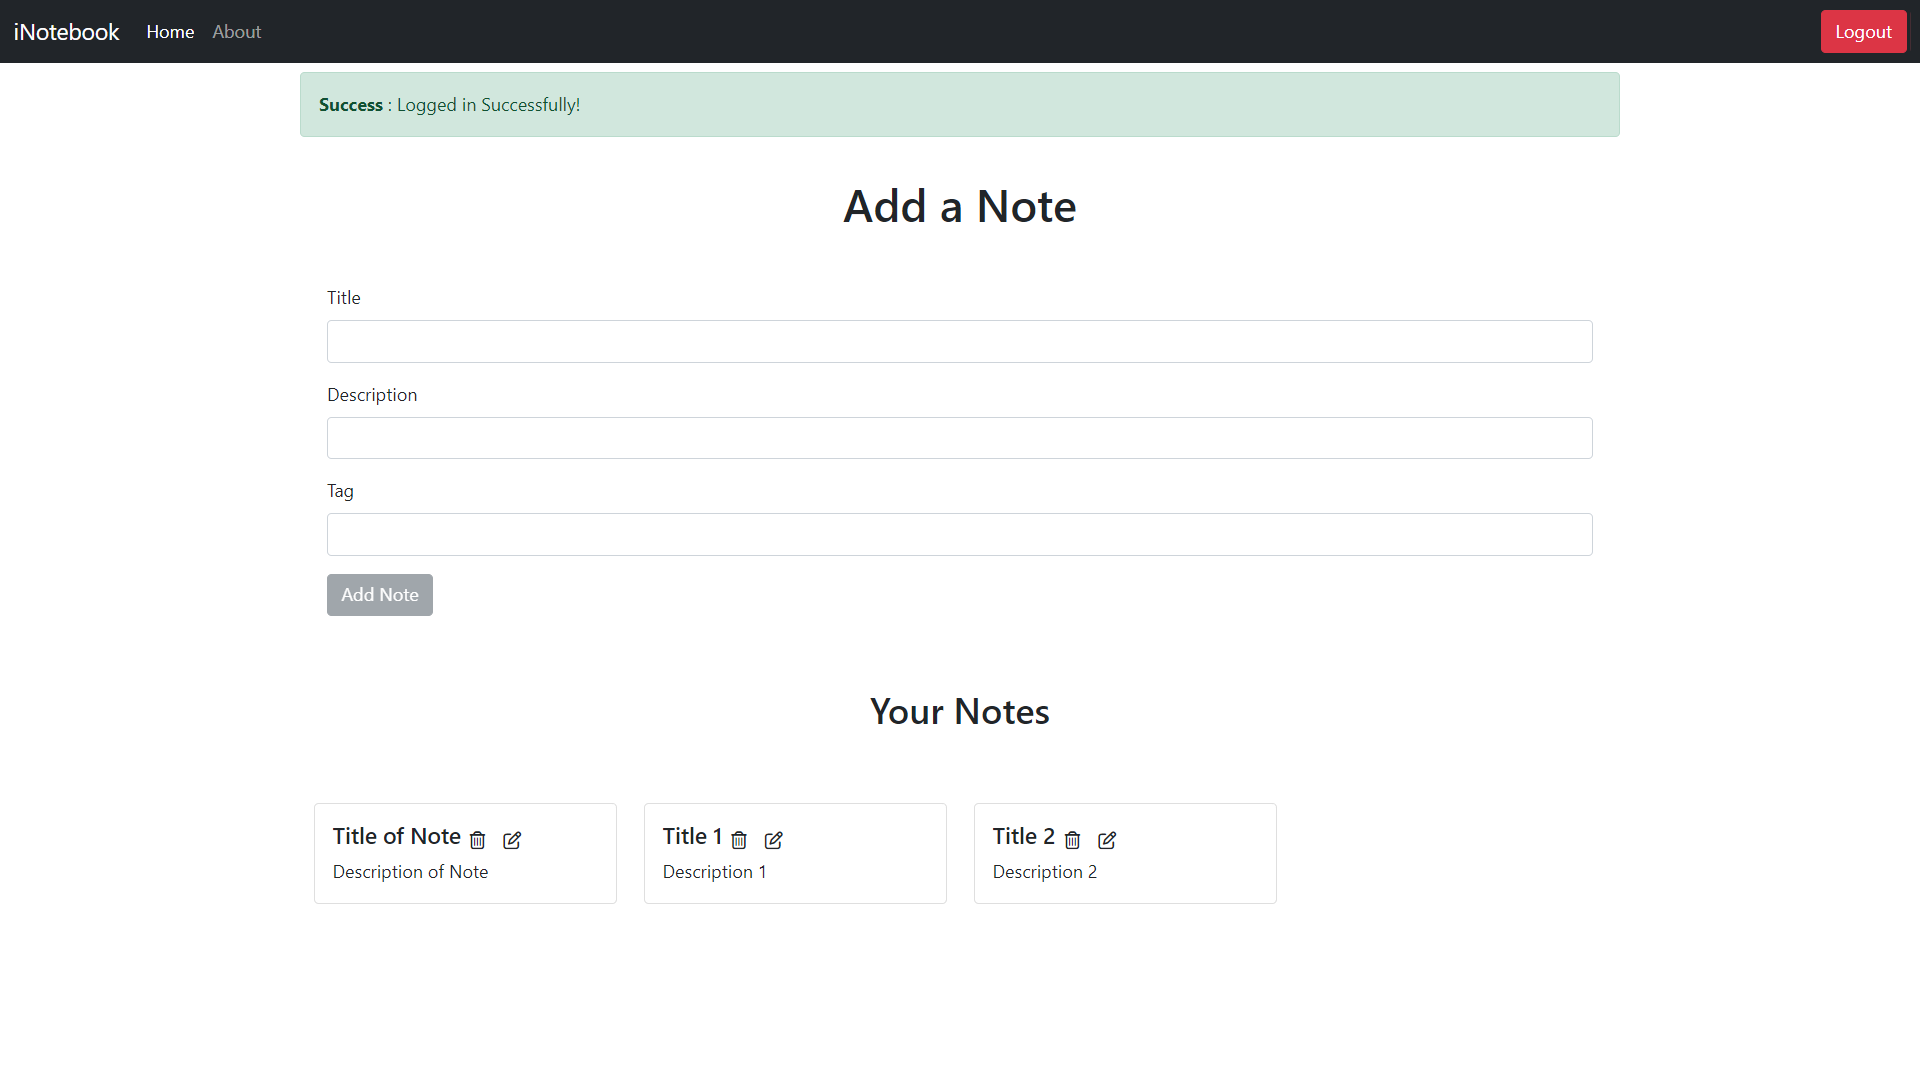 iNotebook Home About Logout
Success : Logged in Successfully!
Add a Note
Title
Description
Tag
Add Note
Your Notes
Title of Note
Description of Note
Title 1
Description 1
Title 2
Description 2